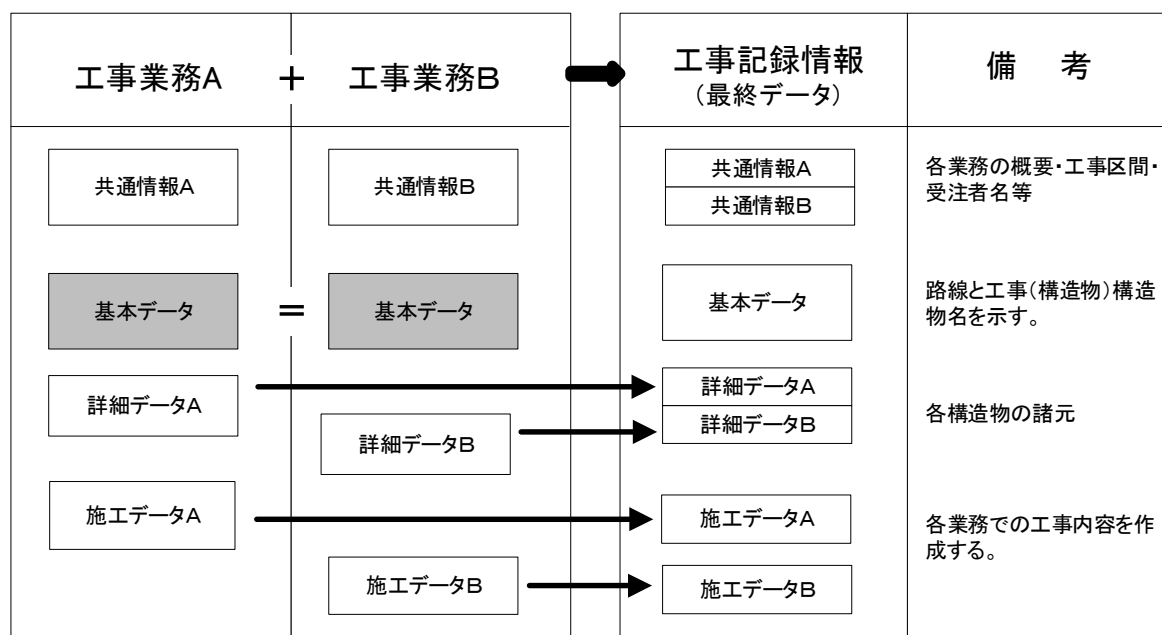 工事業務A + 工事業務B
工事記録情報
(最終データ)
備 考
共通情報A
共通情報B
共通情報A
共通情報B
各業務の概要・工事区間・
受注者名等
基本データ
=
基本データ
基本データ
路線と工事(構造物)構造
物名を示す。
詳細データA
詳細データB
詳細データA
詳細データB
各構造物の諸元
施工データA
施工データB
施工データA
施工データB
各業務での工事内容を作
成する。